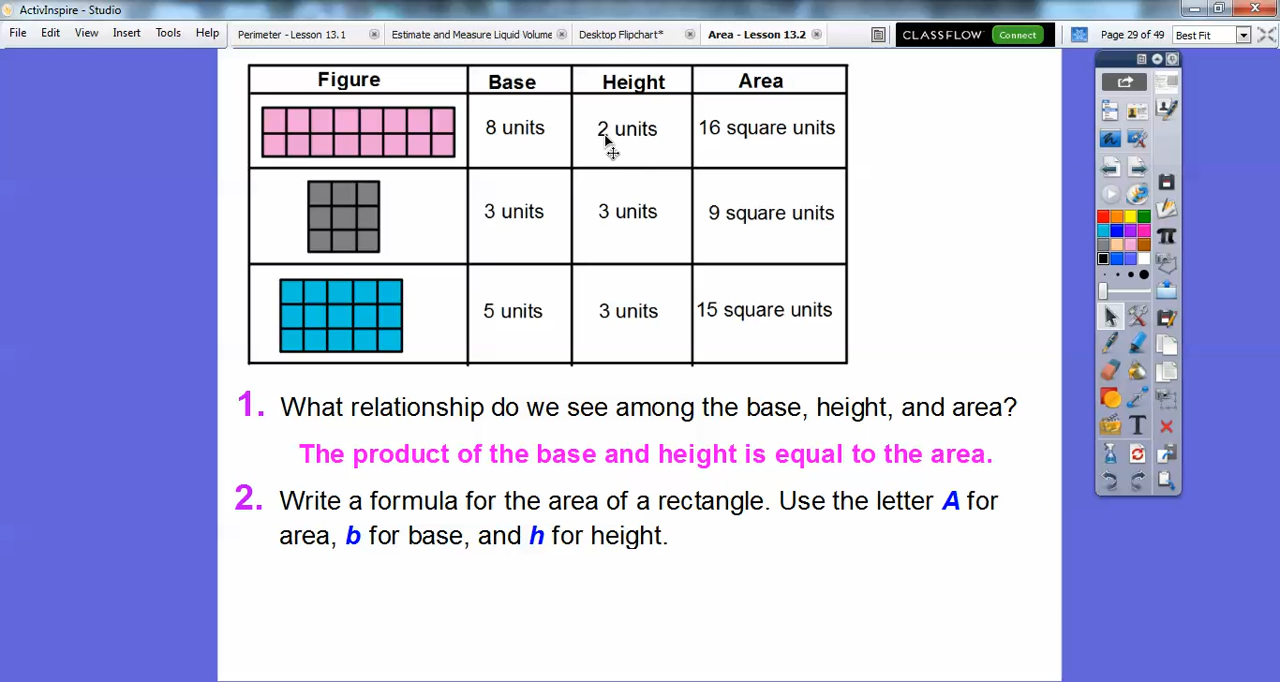 ActivInspire - Studio
File Edit View Insert Tools Help
Perimeter - Lesson 13.1 Estimate and Measure Liquid Volume Desktop Flipchart* Area - Lesson 13.2
CLASSFLOW Connect
Page 29 of 49 Best Fit
Figure Base Height Area
8 units 2 units 16 square units
3 units 3 units 9 square units
5 units 3 units 15 square units
1. What relationship do we see among the base, height, and area?
The product of the base and height is equal to the area.
2. Write a formula for the area of a rectangle. Use the letter A for
area, b for base, and h for height.